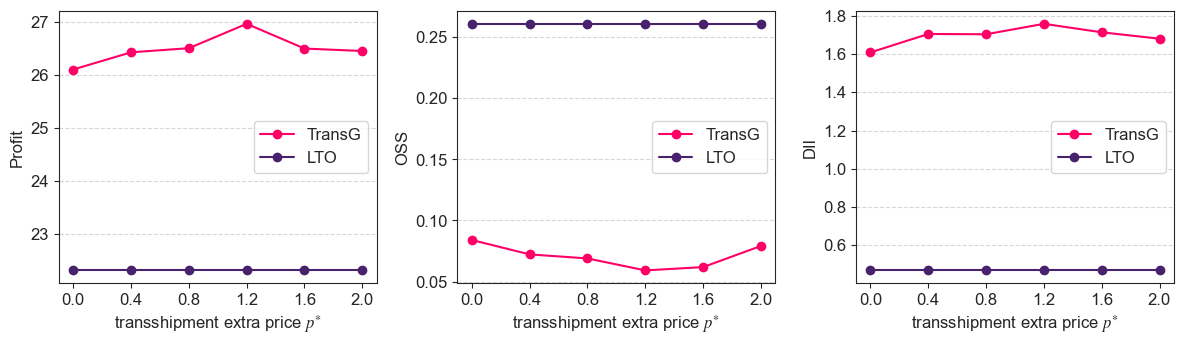 Profit
27
26
25
24
23
TransG
LTO
0.0 0.4 0.8 1.2 1.6 2.0
transshipment extra price p*
OSS
0.25
0.20
0.15
0.10
0.05
TransG
LTO
0.0 0.4 0.8 1.2 1.6 2.0
transshipment extra price p*
DII
1.8
1.6
1.4
1.2
1.0
0.8
0.6
TransG
LTO
0.0 0.4 0.8 1.2 1.6 2.0
transshipment extra price p*